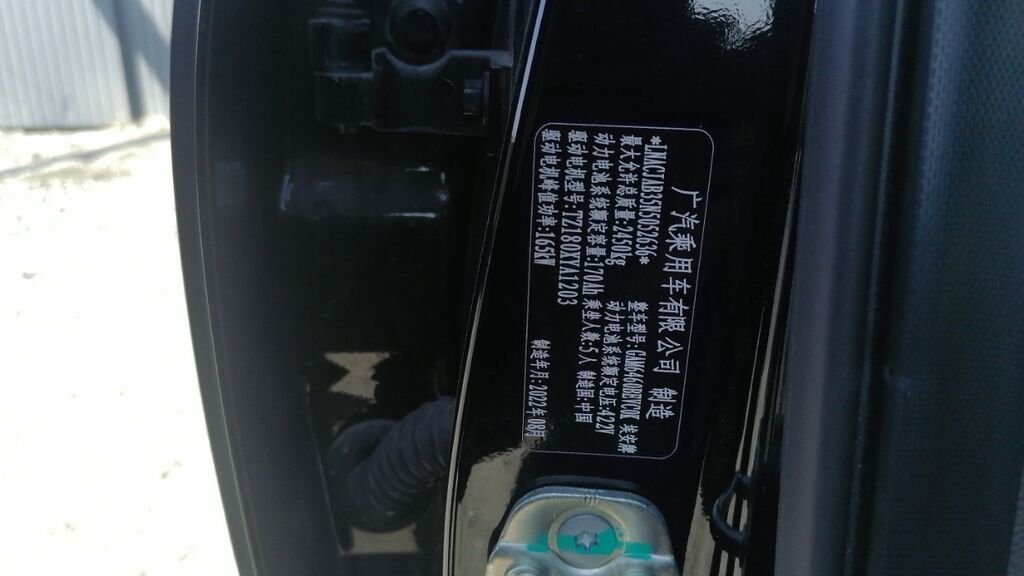 广汽乘用车有限公司 制造
*LNNCJAB35ND505263* 整车型号:GAM6460BEVC0K 埃安牌
最大允许总质量:2450kg 动力电池系统额定电压:422V
动力电池系统额定容量:170Ah 乘坐人数:5人 制造国:中国
驱动电机型号:TZ180XYA1203
驱动电机峰值功率:165kW 制造年月:2022年08月